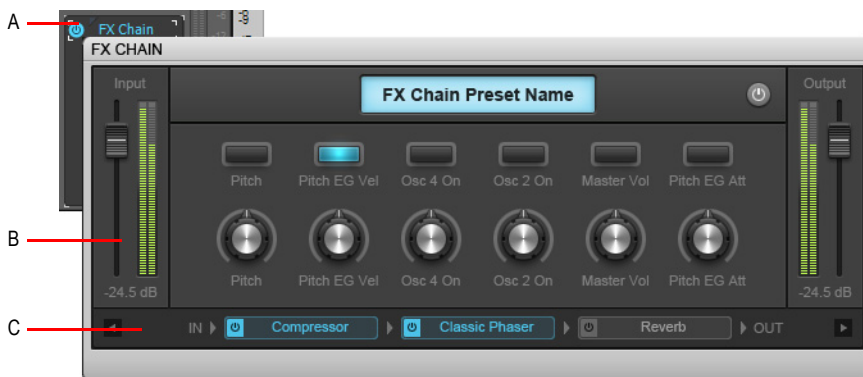 A
FX Chain
FX CHAIN
Input
FX Chain Preset Name
Output
Pitch
Pitch EG Vel
Osc 4 On
Osc 2 On
Master Vol
Pitch EG Att
B
Pitch
Pitch EG Vel
Osc 4 On
Osc 2 On
Master Vol
Pitch EG Att
-24.5 dB
-24.5 dB
C
IN
Compressor
Classic Phaser
Reverb
OUT